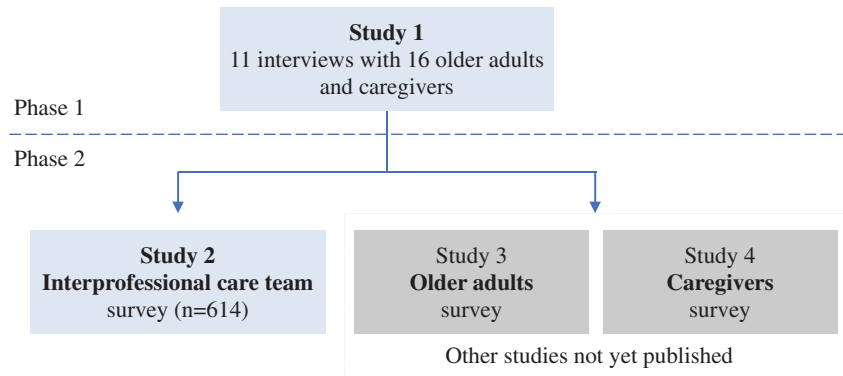 Study 1
11 interviews with 16 older adults
and caregivers
Phase 1
Phase 2
Study 2
Interprofessional care team
survey (n=614)
Study 3
Older adults
survey
Study 4
Caregivers
survey
Other studies not yet published